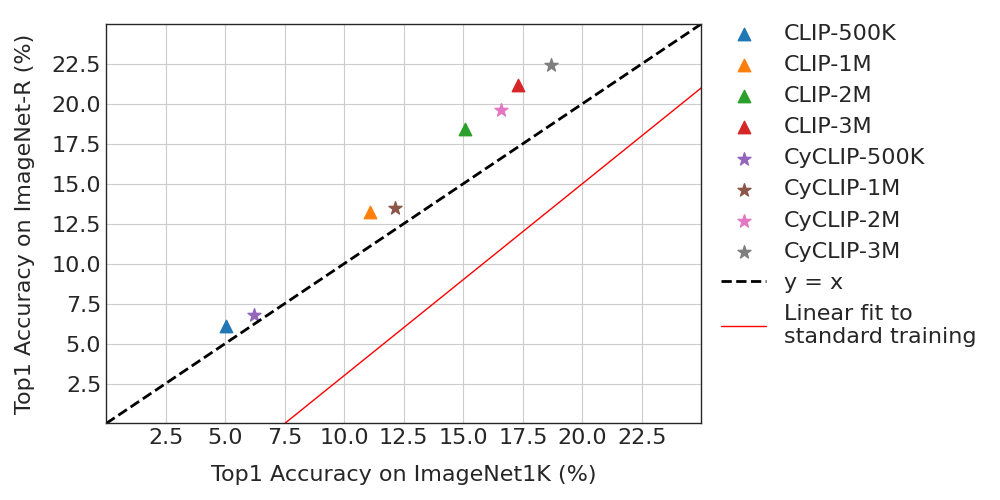 Top1 Accuracy on ImageNet-R (%)
22.5
20.0
17.5
15.0
12.5
10.0
7.5
5.0
2.5
2.5 5.0 7.5 10.0 12.5 15.0 17.5 20.0 22.5
Top1 Accuracy on ImageNet1K (%)
CLIP-500K
CLIP-1M
CLIP-2M
CLIP-3M
CyCLIP-500K
CyCLIP-1M
CyCLIP-2M
CyCLIP-3M
y = x
Linear fit to
standard training